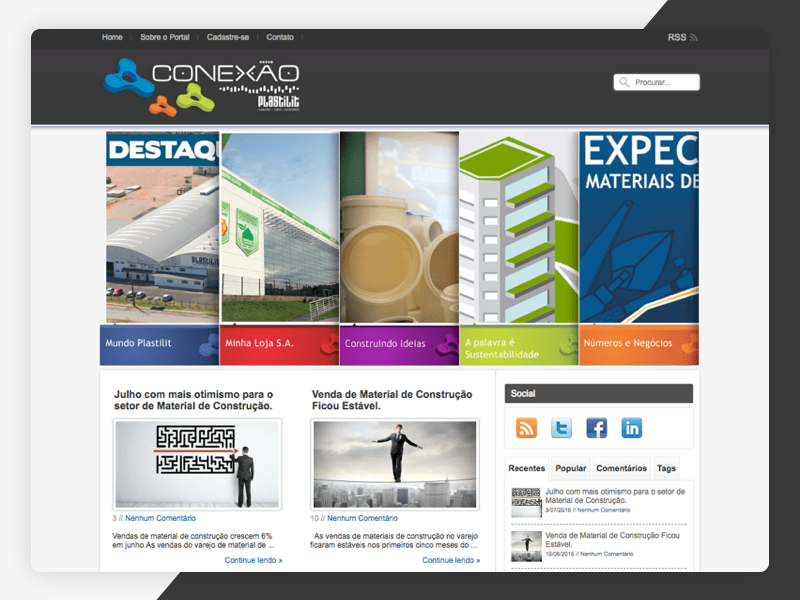 Home
Sobre o Portal
Cadastre-se
Contato
RSS
CONEXÃO
PLASTILIT
Procurar...
DESTAQU
PLASTILIT
EXPEC
MATERIAIS DE
Mundo Plastilit
Minha Loja S.A.
Construindo Ideias
A palavra é
Sustentabilidade
Números e Negócios
Julho com mais otimismo para o
setor de Material de Construção.
3 // Nenhum Comentário
Vendas de material de construção crescem 6%
em junho As vendas do varejo de material de ...
Continue lendo »
Venda de Material de Construção
Ficou Estável.
10 // Nenhum Comentário
As vendas de materiais de construção no varejo
ficaram estáveis nos primeiros cinco meses do ...
Continue lendo »
Social
Recentes
Popular
Comentários
Tags
Julho com mais otimismo para o setor de
Material de Construção.
3/07/2015 // Nenhum Comentário
Venda de Material de Construção Ficou
Estável.
10/06/2015 // Nenhum Comentário